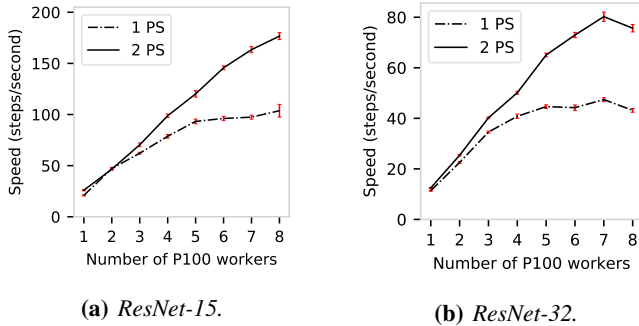 200
150
100
50
0
Speed (steps/second)
1 PS
2 PS
1 2 3 4 5 6 7 8
Number of P100 workers
(a) ResNet-15.
80
60
40
20
0
Speed (steps/second)
1 PS
2 PS
1 2 3 4 5 6 7 8
Number of P100 workers
(b) ResNet-32.